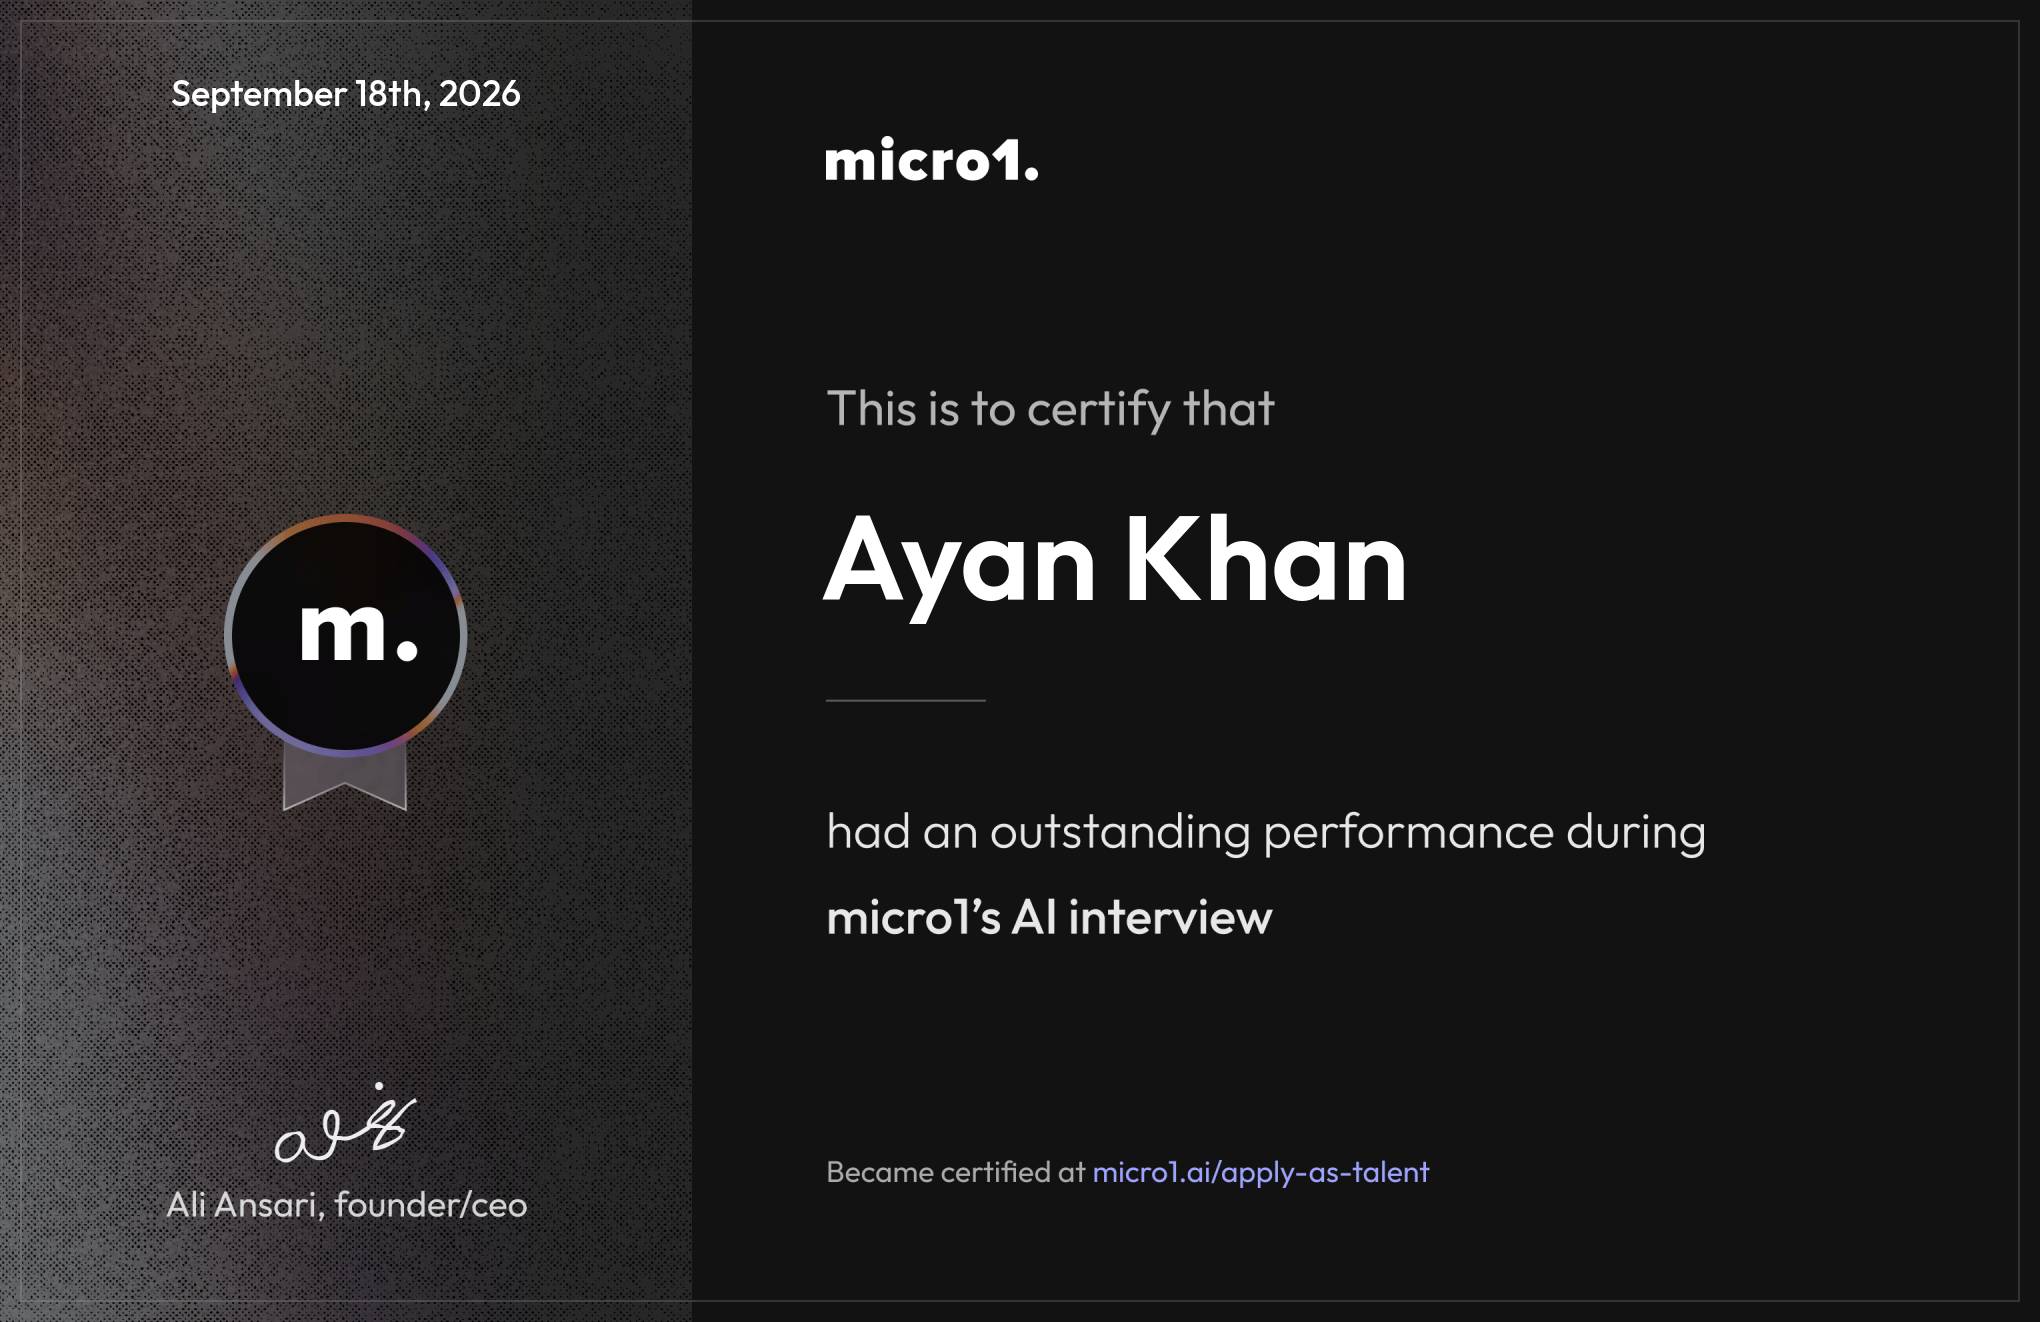 September 18th, 2026
micro1.
This is to certify that
Ayan Khan
m.
had an outstanding performance during
micro1’s AI interview
Became certified at micro1.ai/apply-as-talent
Ali Ansari, founder/ceo